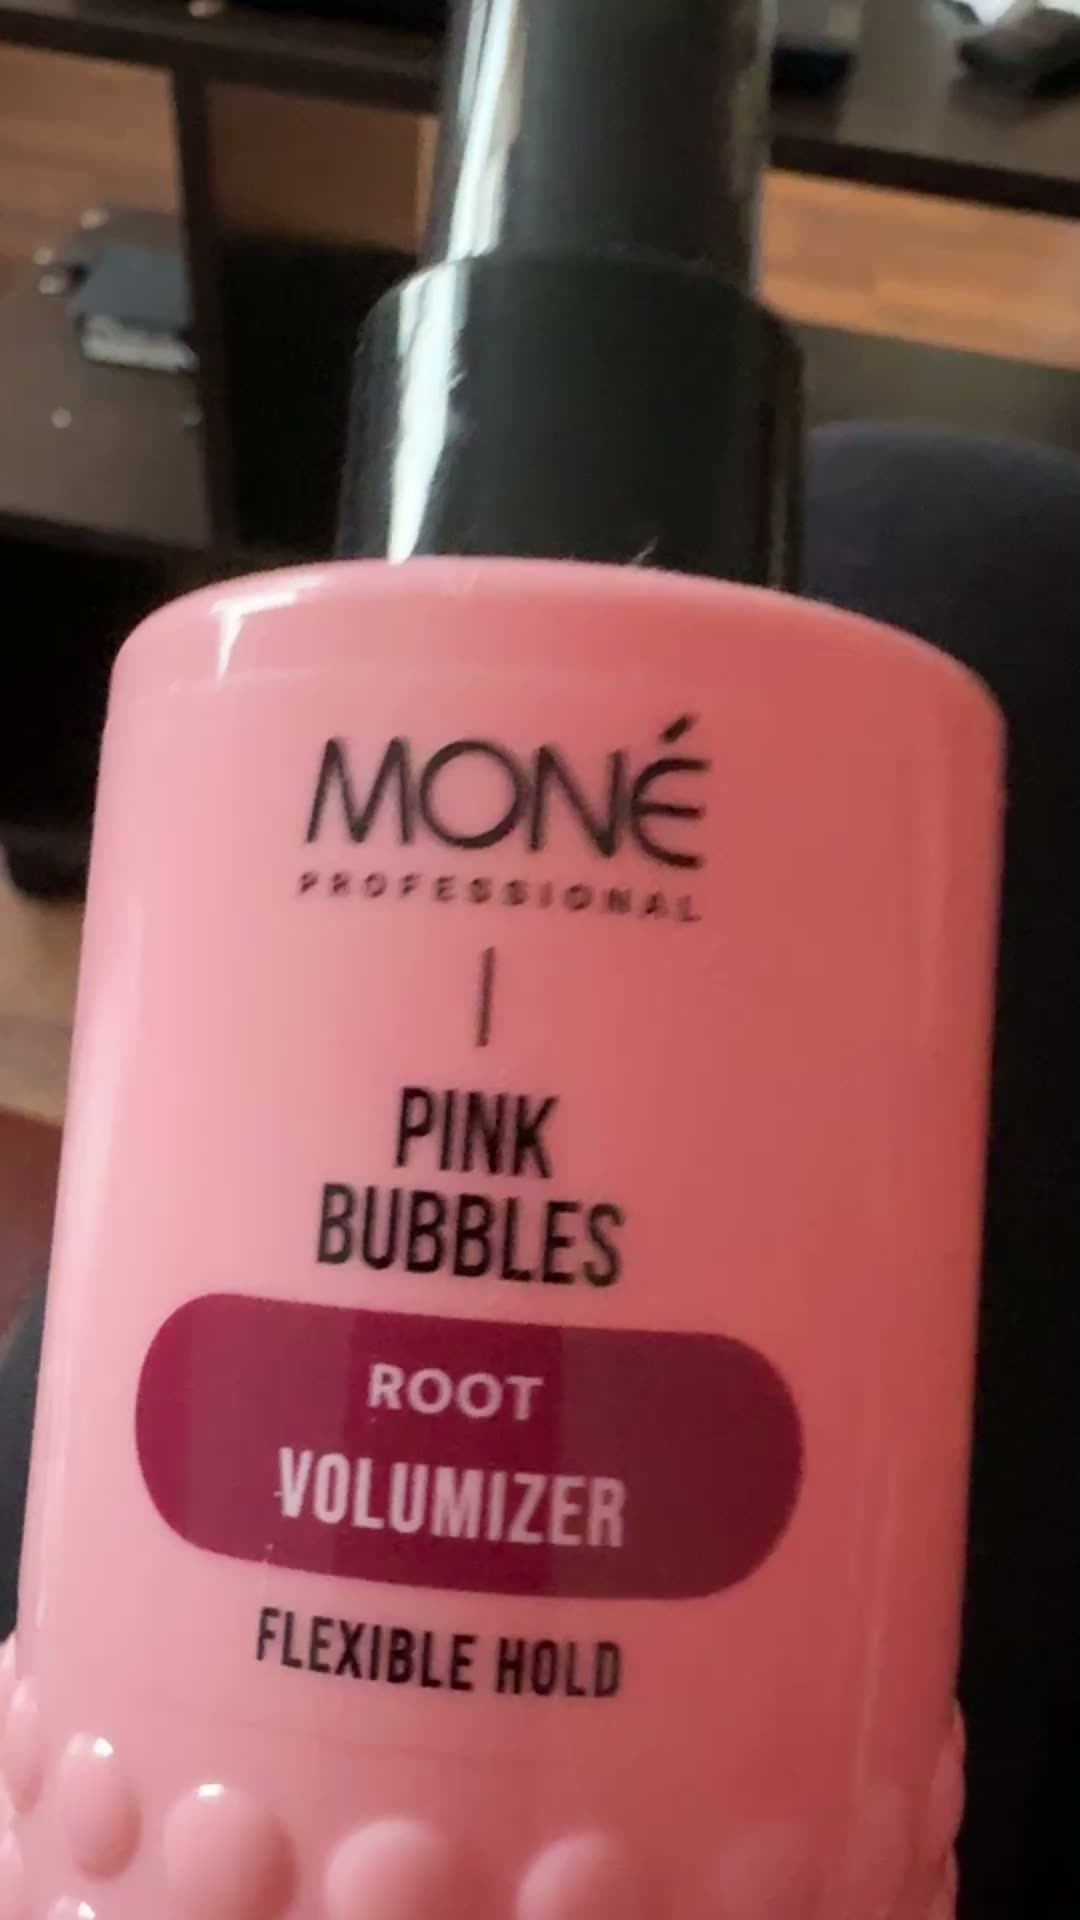 MONÉ
PROFESSIONAL
PINK
BUBBLES
ROOT
VOLUMIZER
FLEXIBLE HOLD